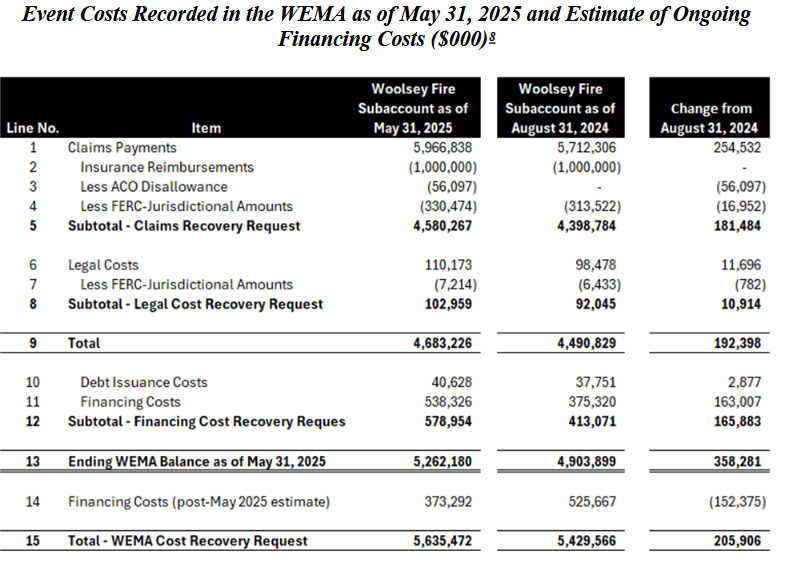 Event Costs Recorded in the WEMA as of May 31, 2025 and Estimate of Ongoing
Financing Costs ($000)8
Line No. Item Woolsey Fire Subaccount as of May 31, 2025 Woolsey Fire Subaccount as of August 31, 2024 Change from August 31, 2024
1 Claims Payments 5,966,838 5,712,306 254,532
2 Insurance Reimbursements (1,000,000) (1,000,000) -
3 Less ACO Disallowance (56,097) - (56,097)
4 Less FERC-Jurisdictional Amounts (330,474) (313,522) (16,952)
5 Subtotal - Claims Recovery Request 4,580,267 4,398,784 181,484
6 Legal Costs 110,173 98,478 11,696
7 Less FERC-Jurisdictional Amounts (7,214) (6,433) (782)
8 Subtotal - Legal Cost Recovery Request 102,959 92,045 10,914
9 Total 4,683,226 4,490,829 192,398
10 Debt Issuance Costs 40,628 37,751 2,877
11 Financing Costs 538,326 375,320 163,007
12 Subtotal - Financing Cost Recovery Reques 578,954 413,071 165,883
13 Ending WEMA Balance as of May 31, 2025 5,262,180 4,903,899 358,281
14 Financing Costs (post-May 2025 estimate) 373,292 525,667 (152,375)
15 Total - WEMA Cost Recovery Request 5,635,472 5,429,566 205,906